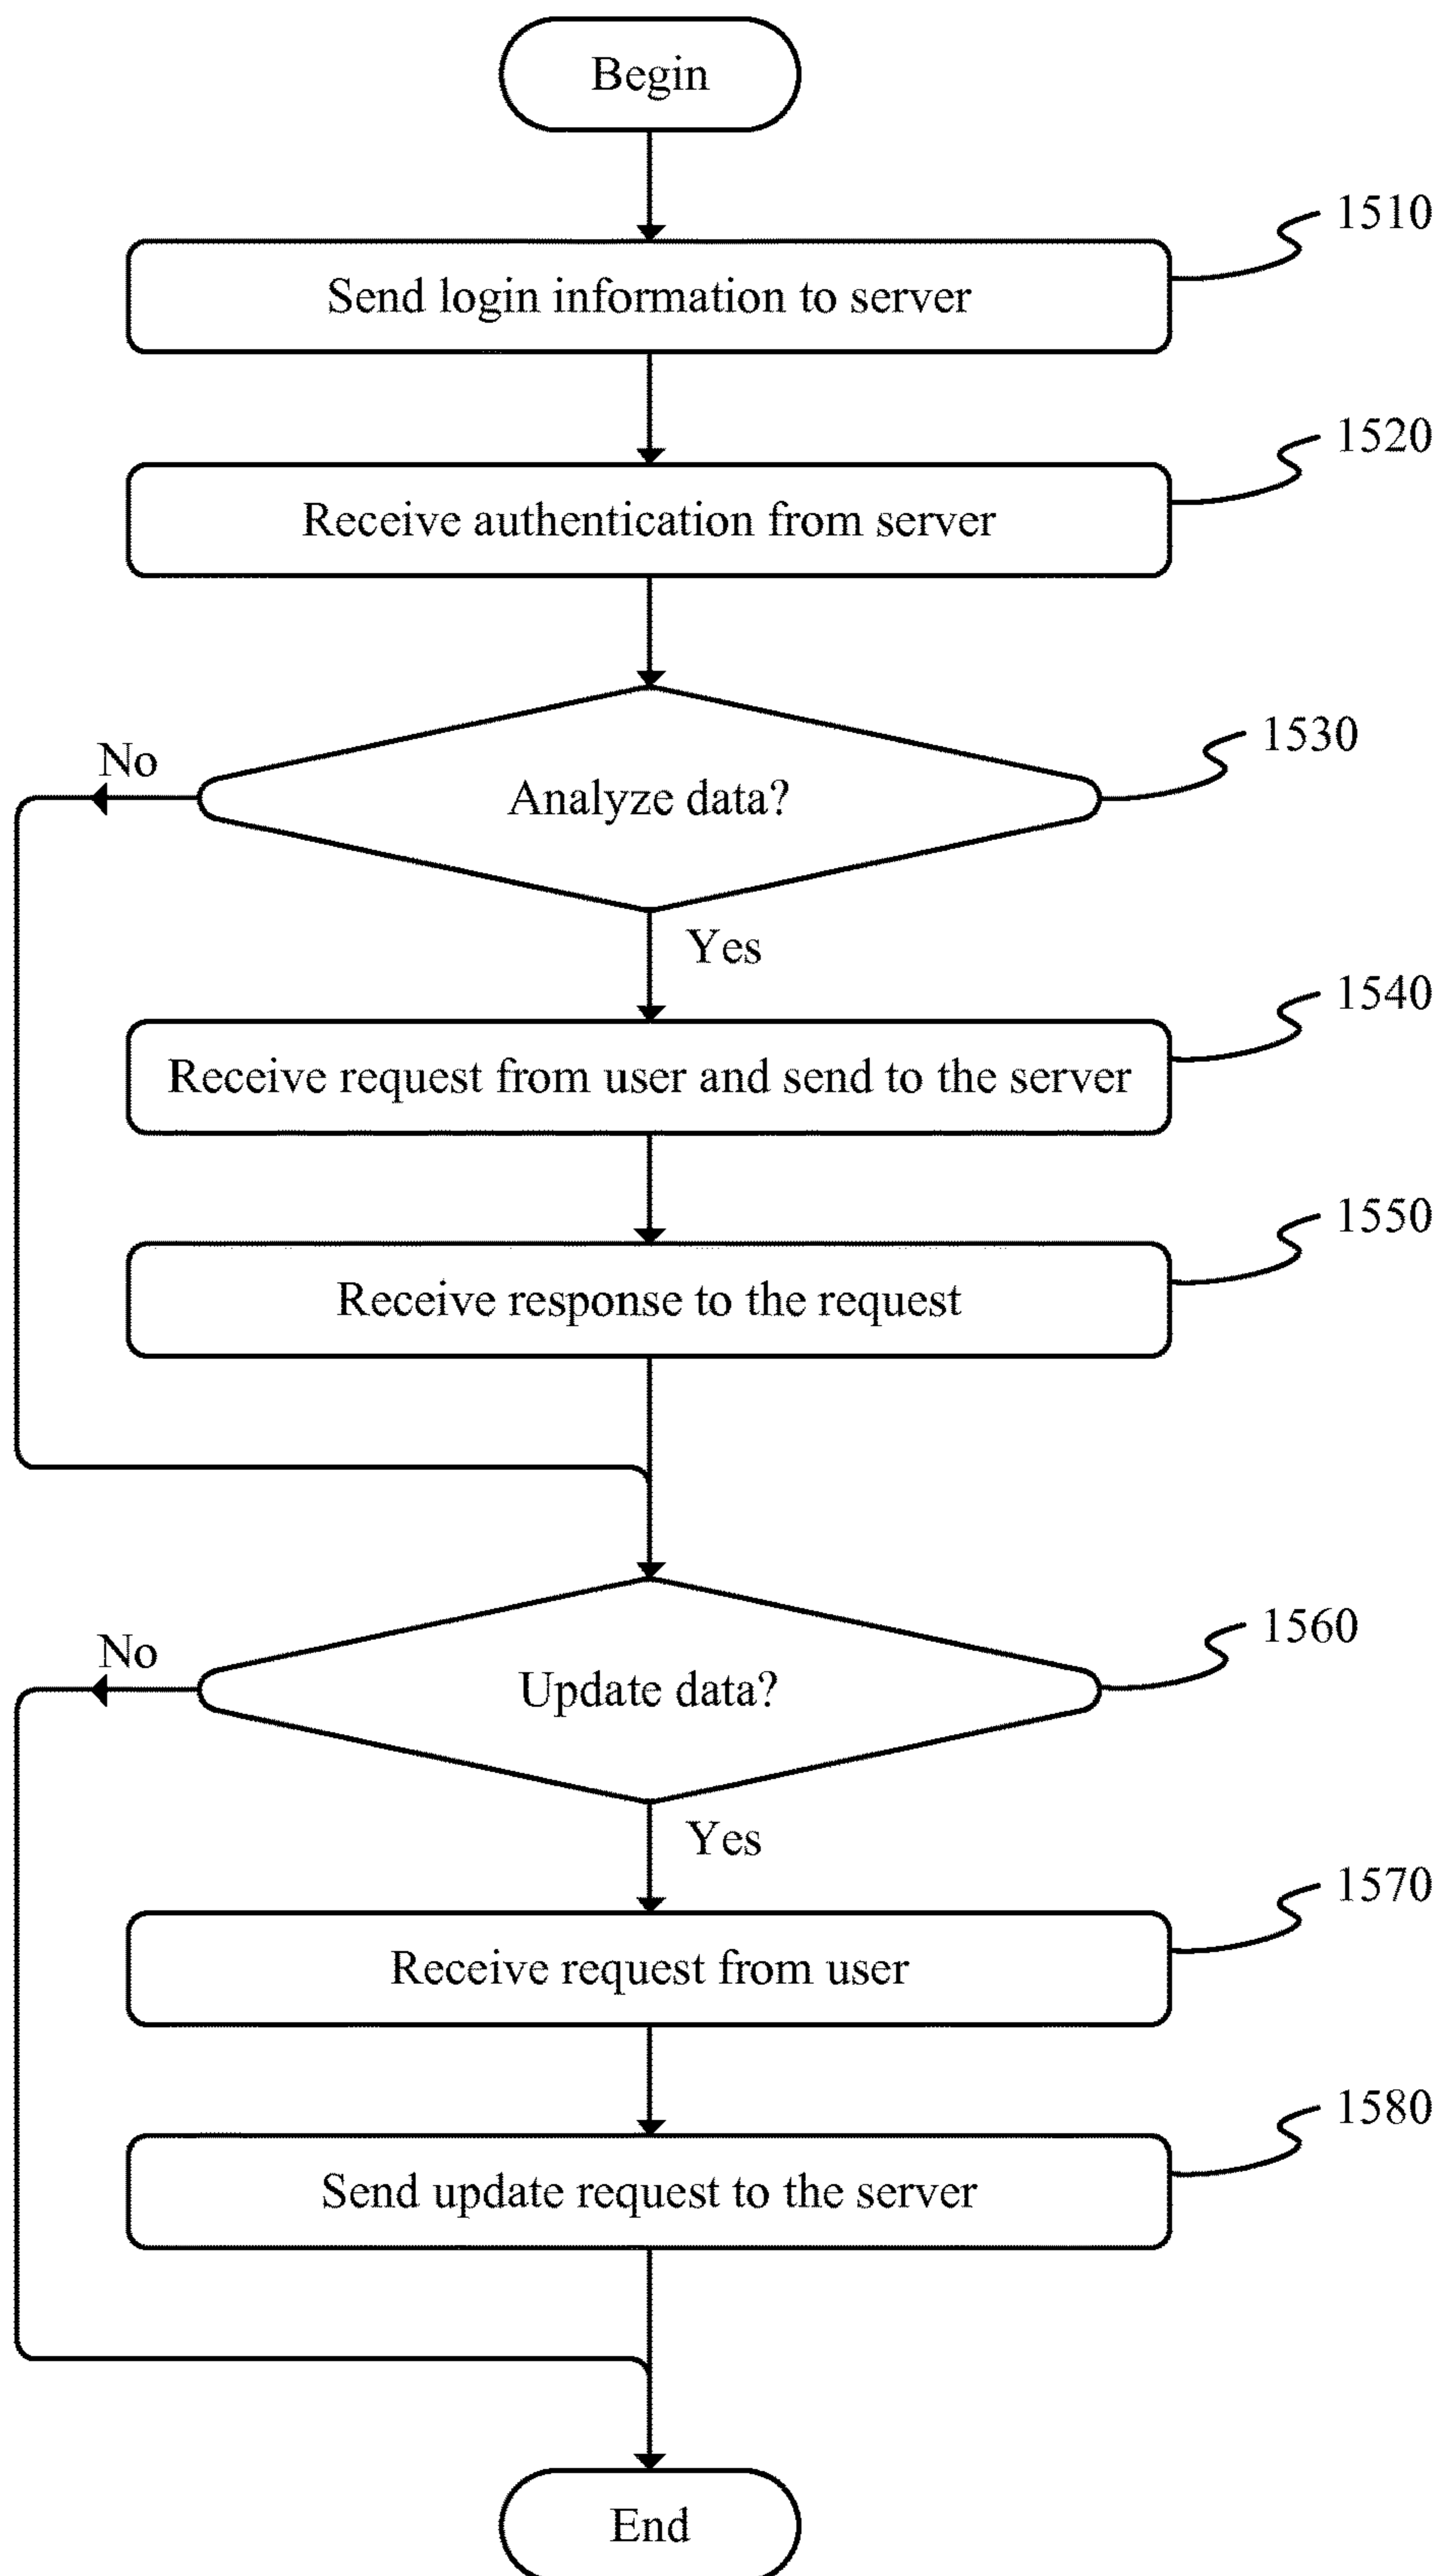 Begin
1510
Send login information to server
1520
Receive authentication from server
1530
No
Analyze data?
Yes
1540
Receive request from user and send to the server
1550
Receive response to the request
1560
No
Update data?
Yes
1570
Receive request from user
1580
Send update request to the server
End